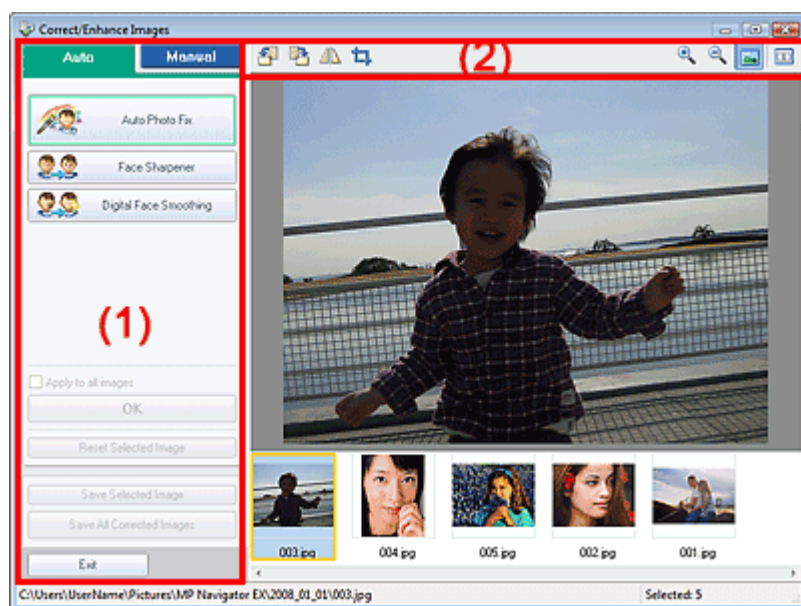 Correct/Enhance Images
Auto
Manual
(2)
Auto Photo Fix
Face Sharpener
Digital Face Smoothing
(1)
Apply to all images
OK
Reset Selected Image
Save Selected Image
Save All Corrected Images
Exit
003.jpg
004.jpg
005.jpg
002.jpg
001.jpg
C:\Users\UserName\Pictures\MP Navigator EX\2008_01_01\003.jpg
Selected: 5